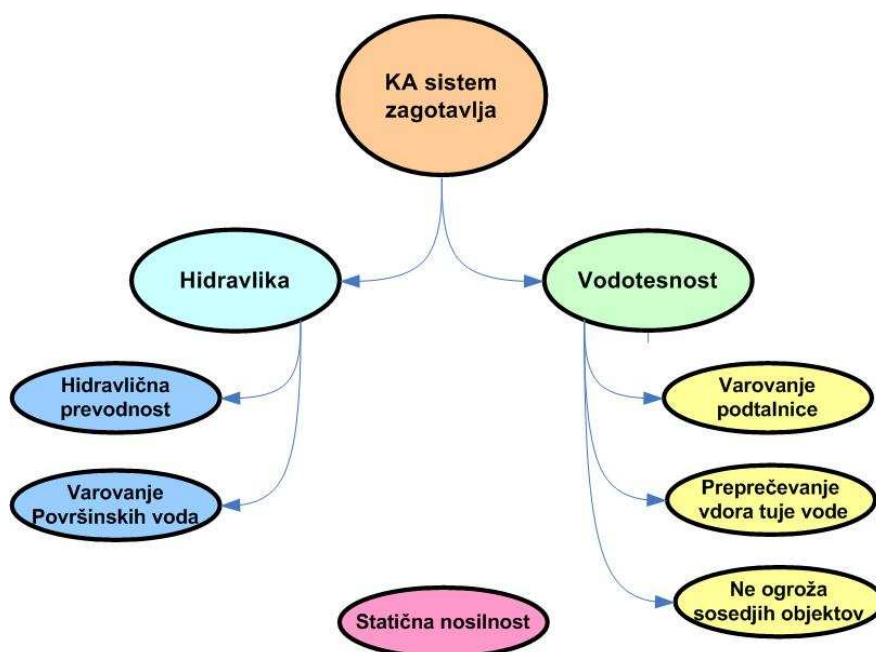 KA sistem
zagotavlja
Hidravlika
Vodotesnost
Hidravlična
prevodnost
Varovanje
podtalnice
Varovanje
Površinskih voda
Preprečevanje
vdora tuje vode
Ne ogroža
sosedjih objektov
Statična nosilnost